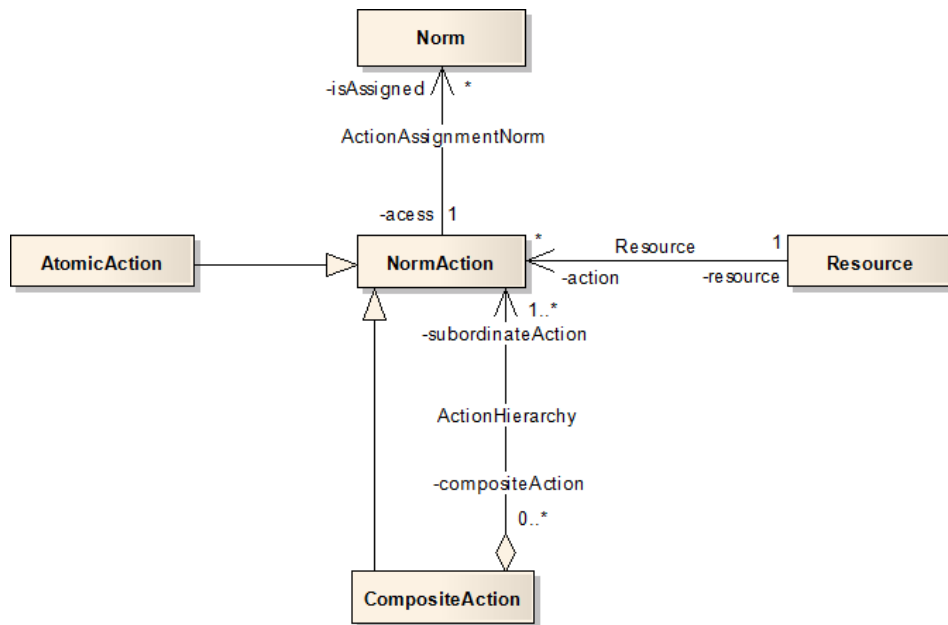 Norm
-isAssigned *
ActionAssignmentNorm
-acess 1
AtomicAction
NormAction
* Resource 1
-action -resource
Resource
1..*
-subordinateAction
ActionHierarchy
-compositeAction
0..*
CompositeAction